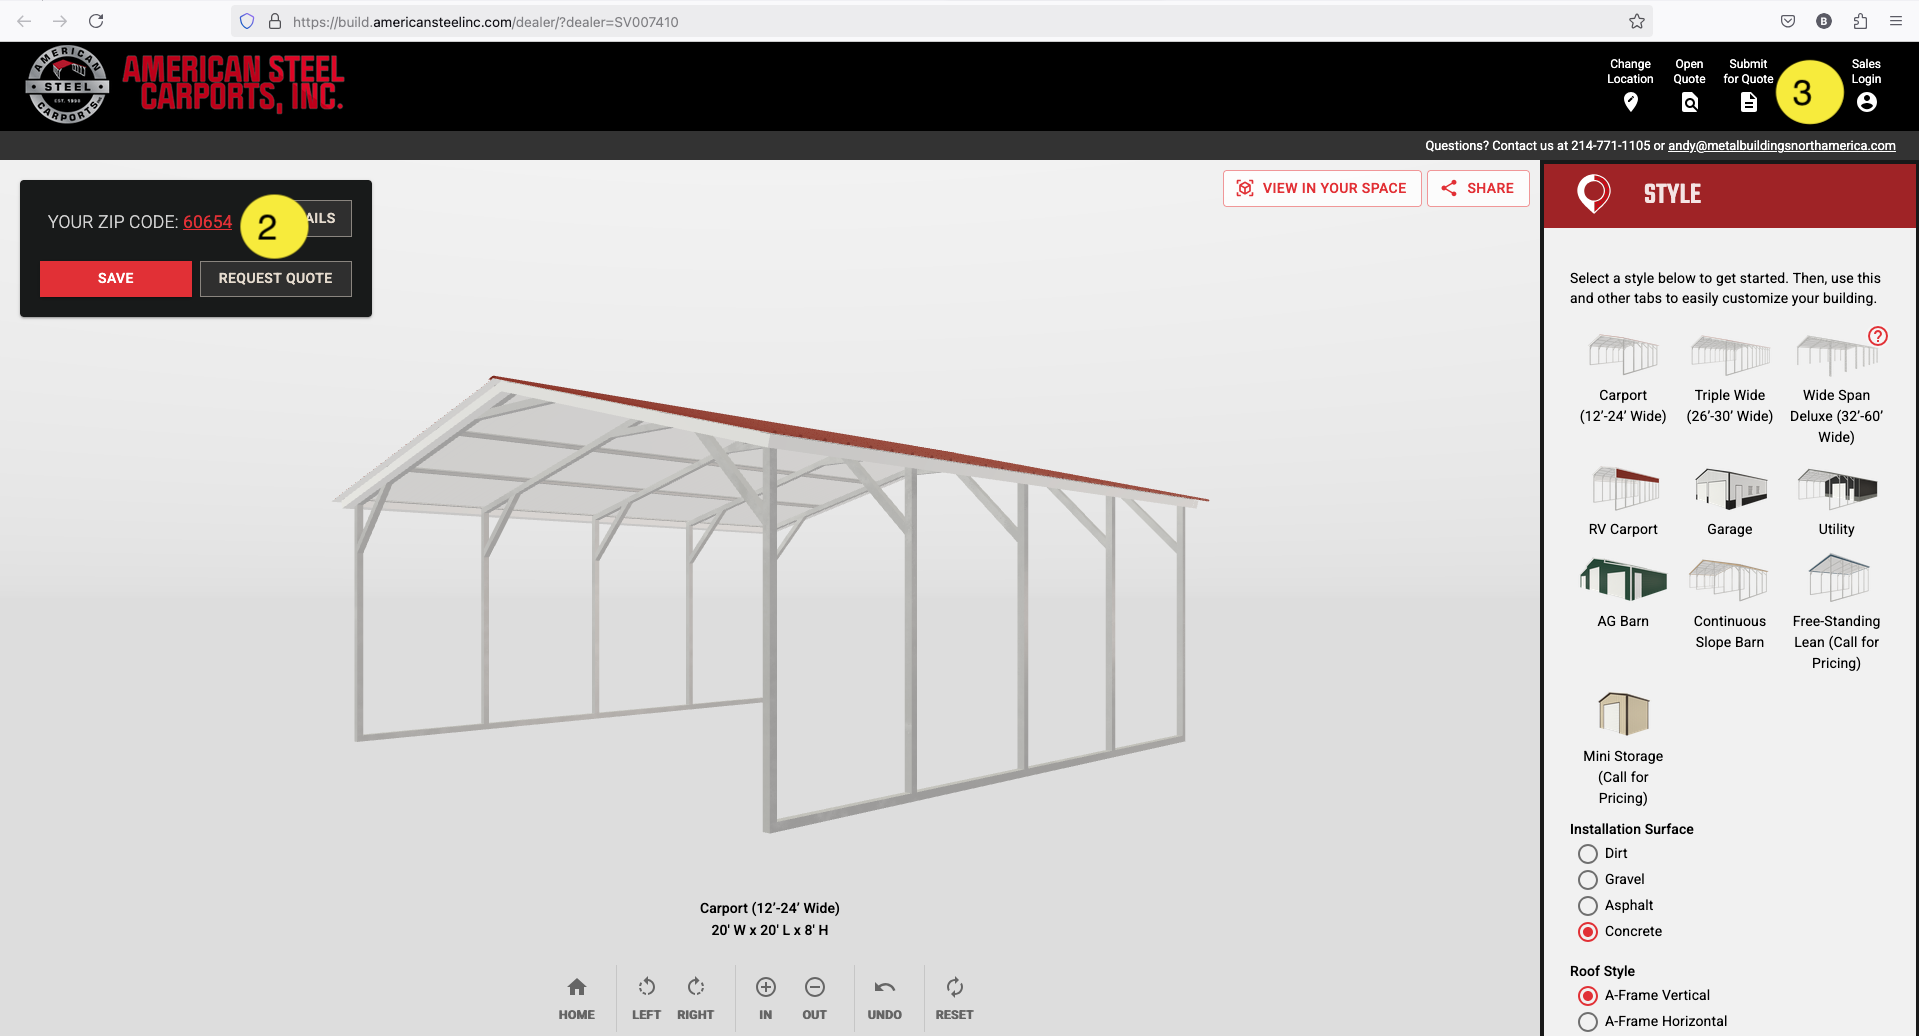 https://build.americansteelinc.com/dealer/?dealer=SV007410
B
AMERICAN
STEEL
EST. 1990
CARPORTS
AMERICAN STEEL
CARPORTS, INC.
Change
Location
Open
Quote
Submit
for Quote
3
Sales
Login
Questions? Contact us at 214-771-1105 or andy@metalbuildingsnorthamerica.com
YOUR ZIP CODE: 60654
2
AILS
SAVE
REQUEST QUOTE
VIEW IN YOUR SPACE
SHARE
STYLE
Select a style below to get started. Then, use this
and other tabs to easily customize your building.
?
Carport
(12'-24' Wide)
Triple Wide
(26'-30' Wide)
Wide Span
Deluxe (32'-60'
Wide)
RV Carport
Garage
Utility
AG Barn
Continuous
Slope Barn
Free-Standing
Lean (Call for
Pricing)
Mini Storage
(Call for
Pricing)
Installation Surface
Dirt
Gravel
Asphalt
Concrete
Roof Style
A-Frame Vertical
A-Frame Horizontal
Carport (12'-24' Wide)
20' W x 20' L x 8' H
HOME
LEFT
RIGHT
IN
OUT
UNDO
RESET